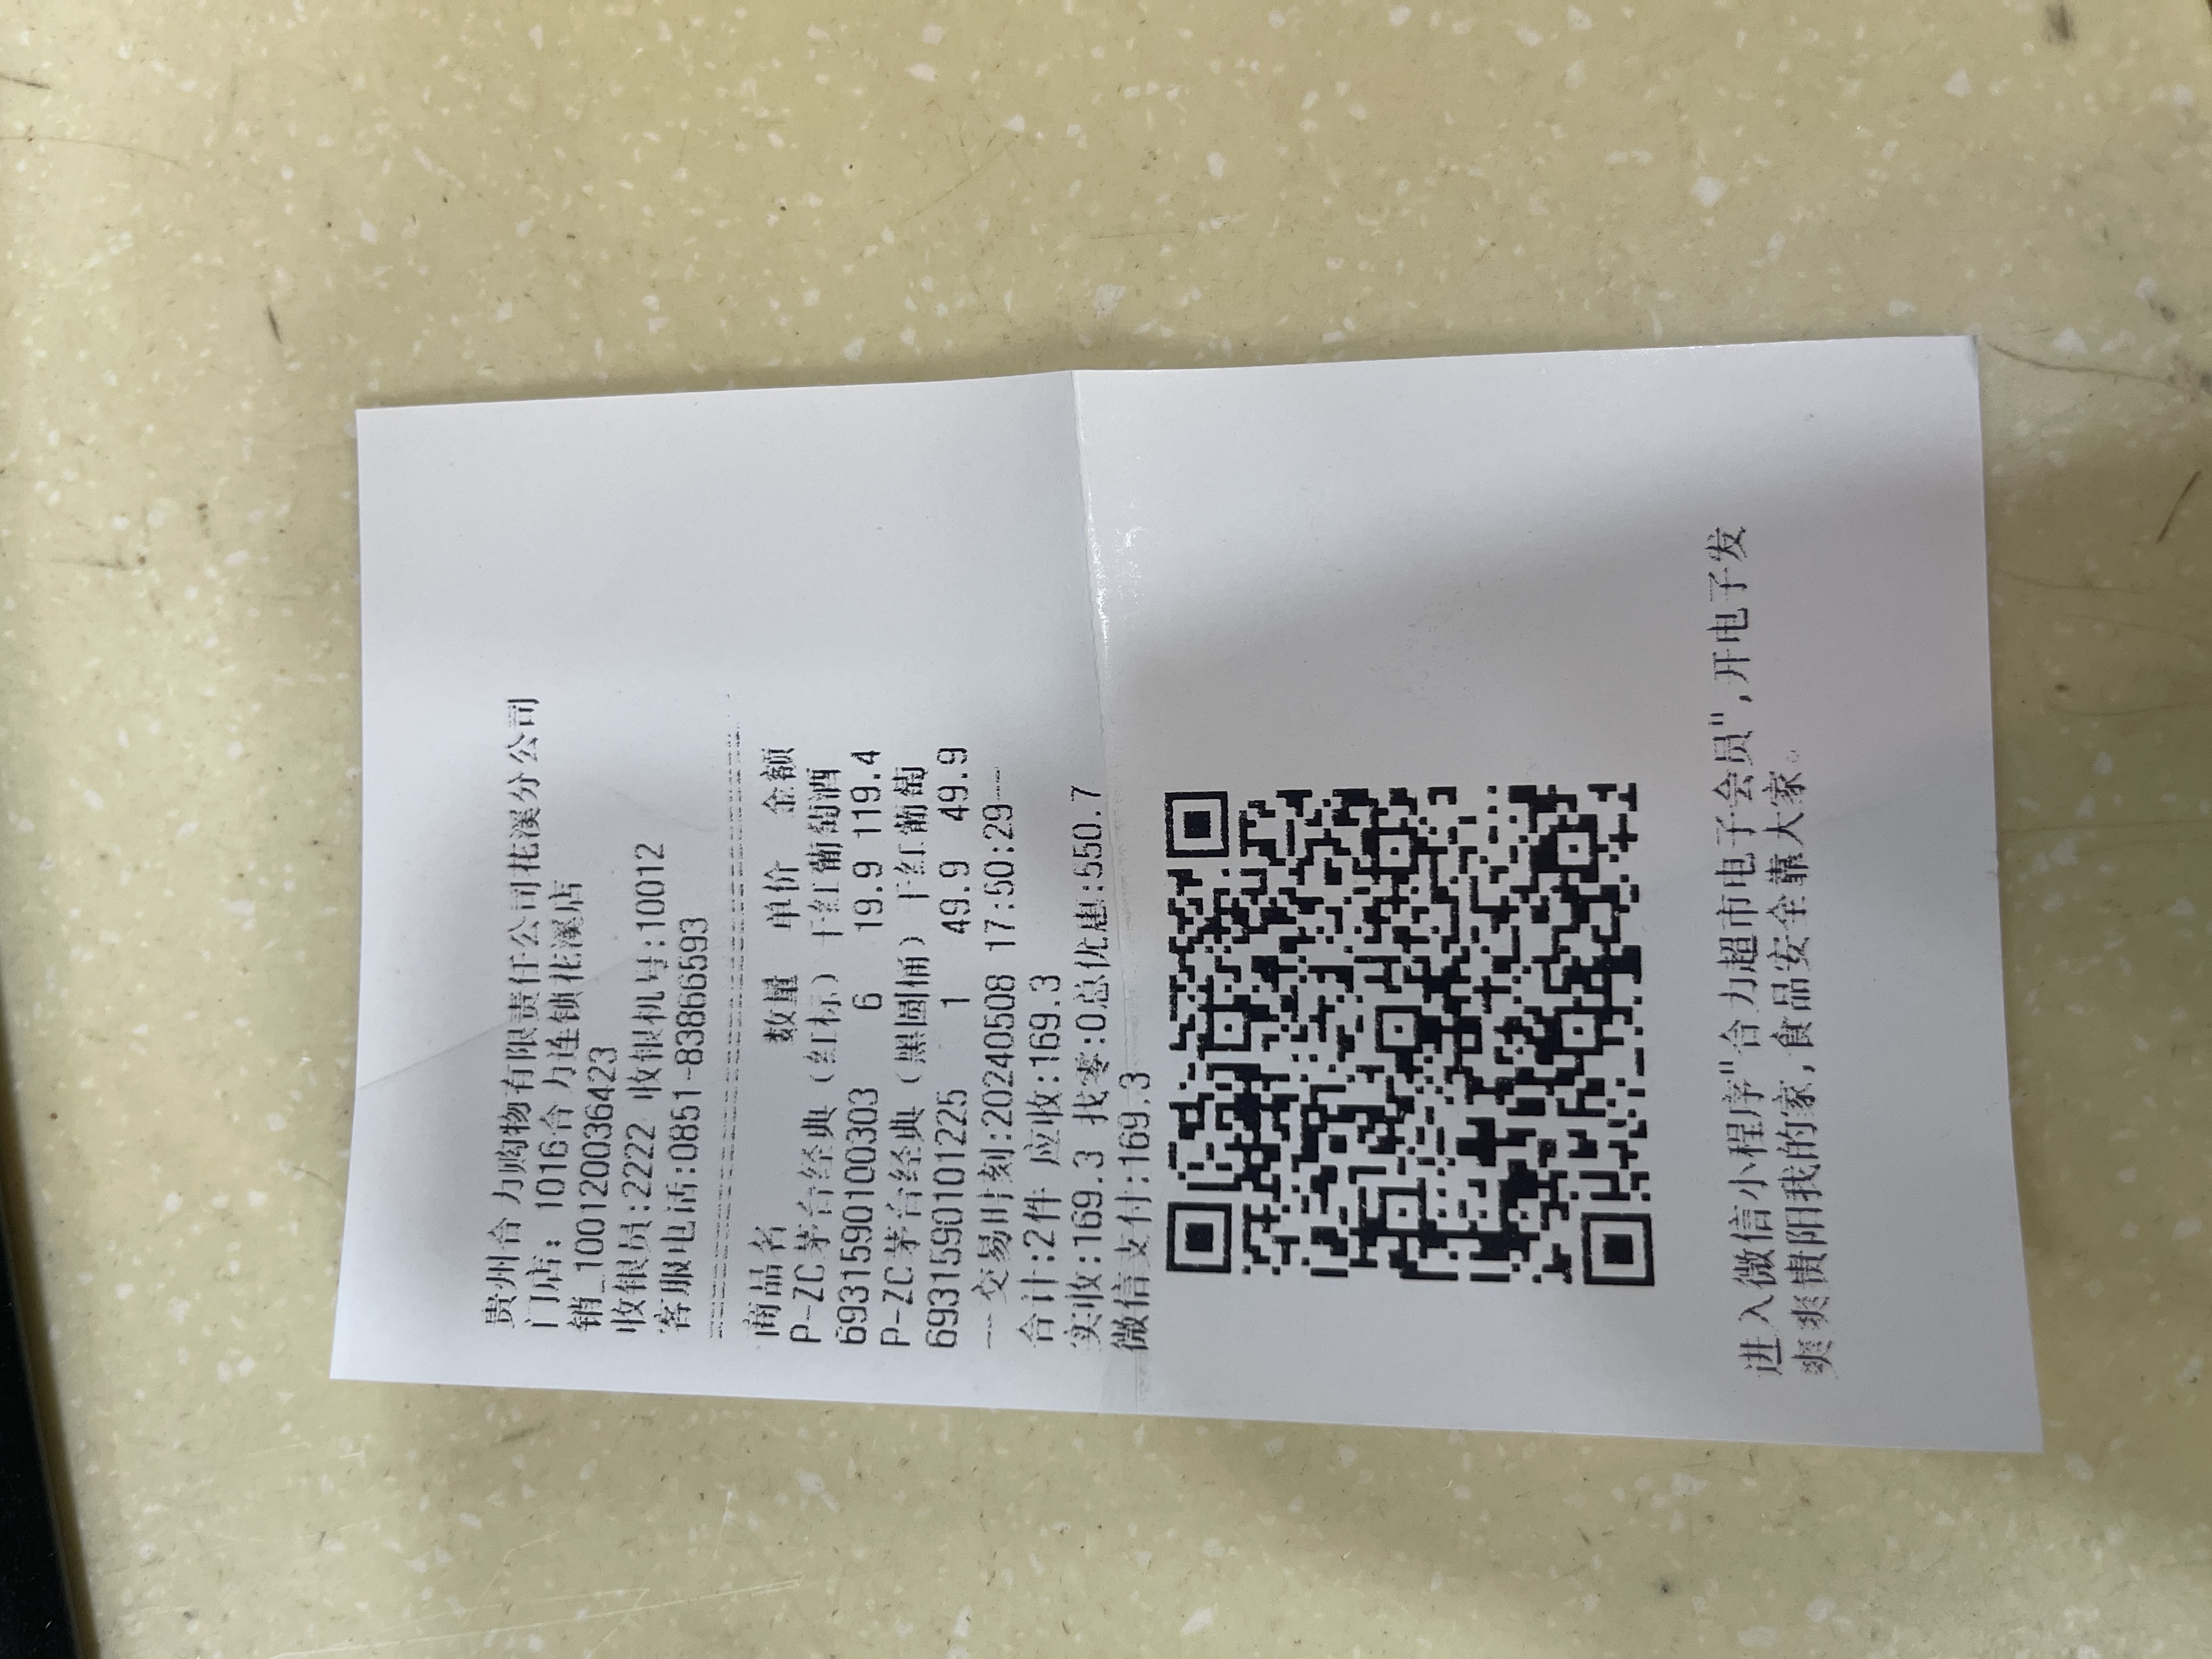 贵州合力购物有限责任公司花溪分公司
门店: 1016合力连锁花溪店
销_100120036423
收银员:2222 收银机号:10012
客服电话:0851-83866593
商品名 数量 单价 金额
P-ZC茅台经典（红标）干红葡萄酒
6931590100303 6 19.9 119.4
P-ZC茅台经典（黑圆桶）干红葡萄
6931590101225 1 49.9 49.9
--交易时刻:20240508 17:50:29--
合计:2件 应收:169.3
实收:169.3 找零:0总优惠:550.7
微信支付:169.3
进入微信小程序"合力超市电子会员",开电子发
爽爽贵阳我的家,食品安全靠大家。